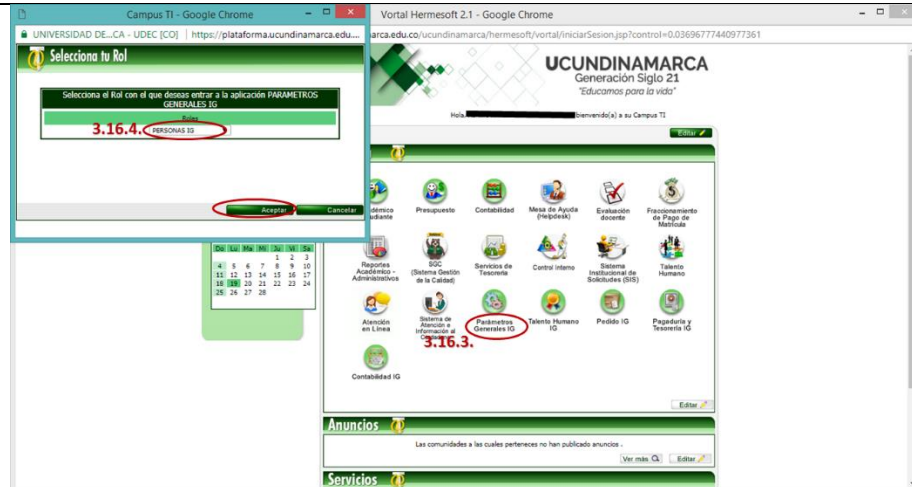 Campus TI - Google Chrome
UNIVERSIDAD DE...CA - UDEC [CO] https://plataforma.ucundinamarca.edu....
Selecciona tu Rol
Selecciona el Rol con el que deseas entrar a la aplicación PARAMETROS
GENERALES IG
Roles
3.16.4.
PERSONAS IG
Aceptar
Cancelar
Vortal Hermesoft 2.1 - Google Chrome
arca.edu.co/ucundinamarca/hermesoft/vortal/iniciarSesion.jsp?control=0.03696777440977361
UCUNDINAMARCA
Generación Siglo 21
"Educamos para la vida"
Hola,
bienvenido(a) a su Campus TI
Editar
Presupuesto
Contabilidad
Mesa de Ayuda
(Helpdesk)
Evaluación
docente
Fraccionamiento
de Pago de
Matricula
Do Lu Ma Mi Ju Vi Sa
1 2 3
4 5 6 7 8 9 10
11 12 13 14 15 16 17
18 19 20 21 22 23 24
25 26 27 28
Reportes
Académico -
Administrativos
SGC
(Sistema Gestión
de la Calidad)
Servicios de
Tesorería
Control Interno
Sistema
Institucional de
Solicitudes (SIS)
Talento
Humano
Atención
en Línea
Sistema de
Atención e
Información al
Parámetros
Generales IG
Talento Humano
IG
Pedido IG
Pagaduría y
Tesorería IG
3.16.3.
Contabilidad IG
Editar
Anuncios
Las comunidades a las cuales perteneces no han publicado anuncios .
Ver más
Editar
Servicios